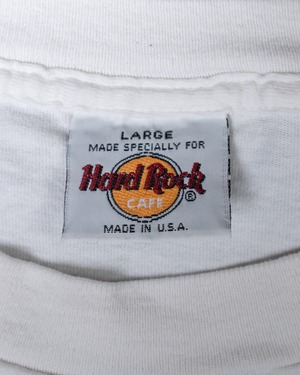 LARGE
MADE SPECIALLY FOR
Hard Rock
CAFE ®
MADE IN U.S.A.